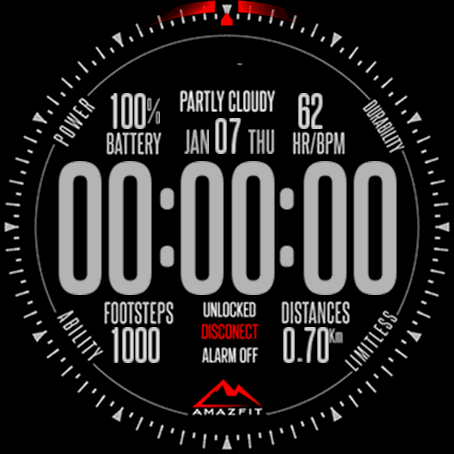 100% BATTERY
PARTLY CLOUDY
JAN 07 THU
62 HR/BPM
POWER
DURABILITY
00:00:00
ABILITY
LIMITLESS
FOOTSTEPS
1000
UNLOCKED
DISCONECT
ALARM OFF
DISTANCES
0.70Km
AMAZFIT